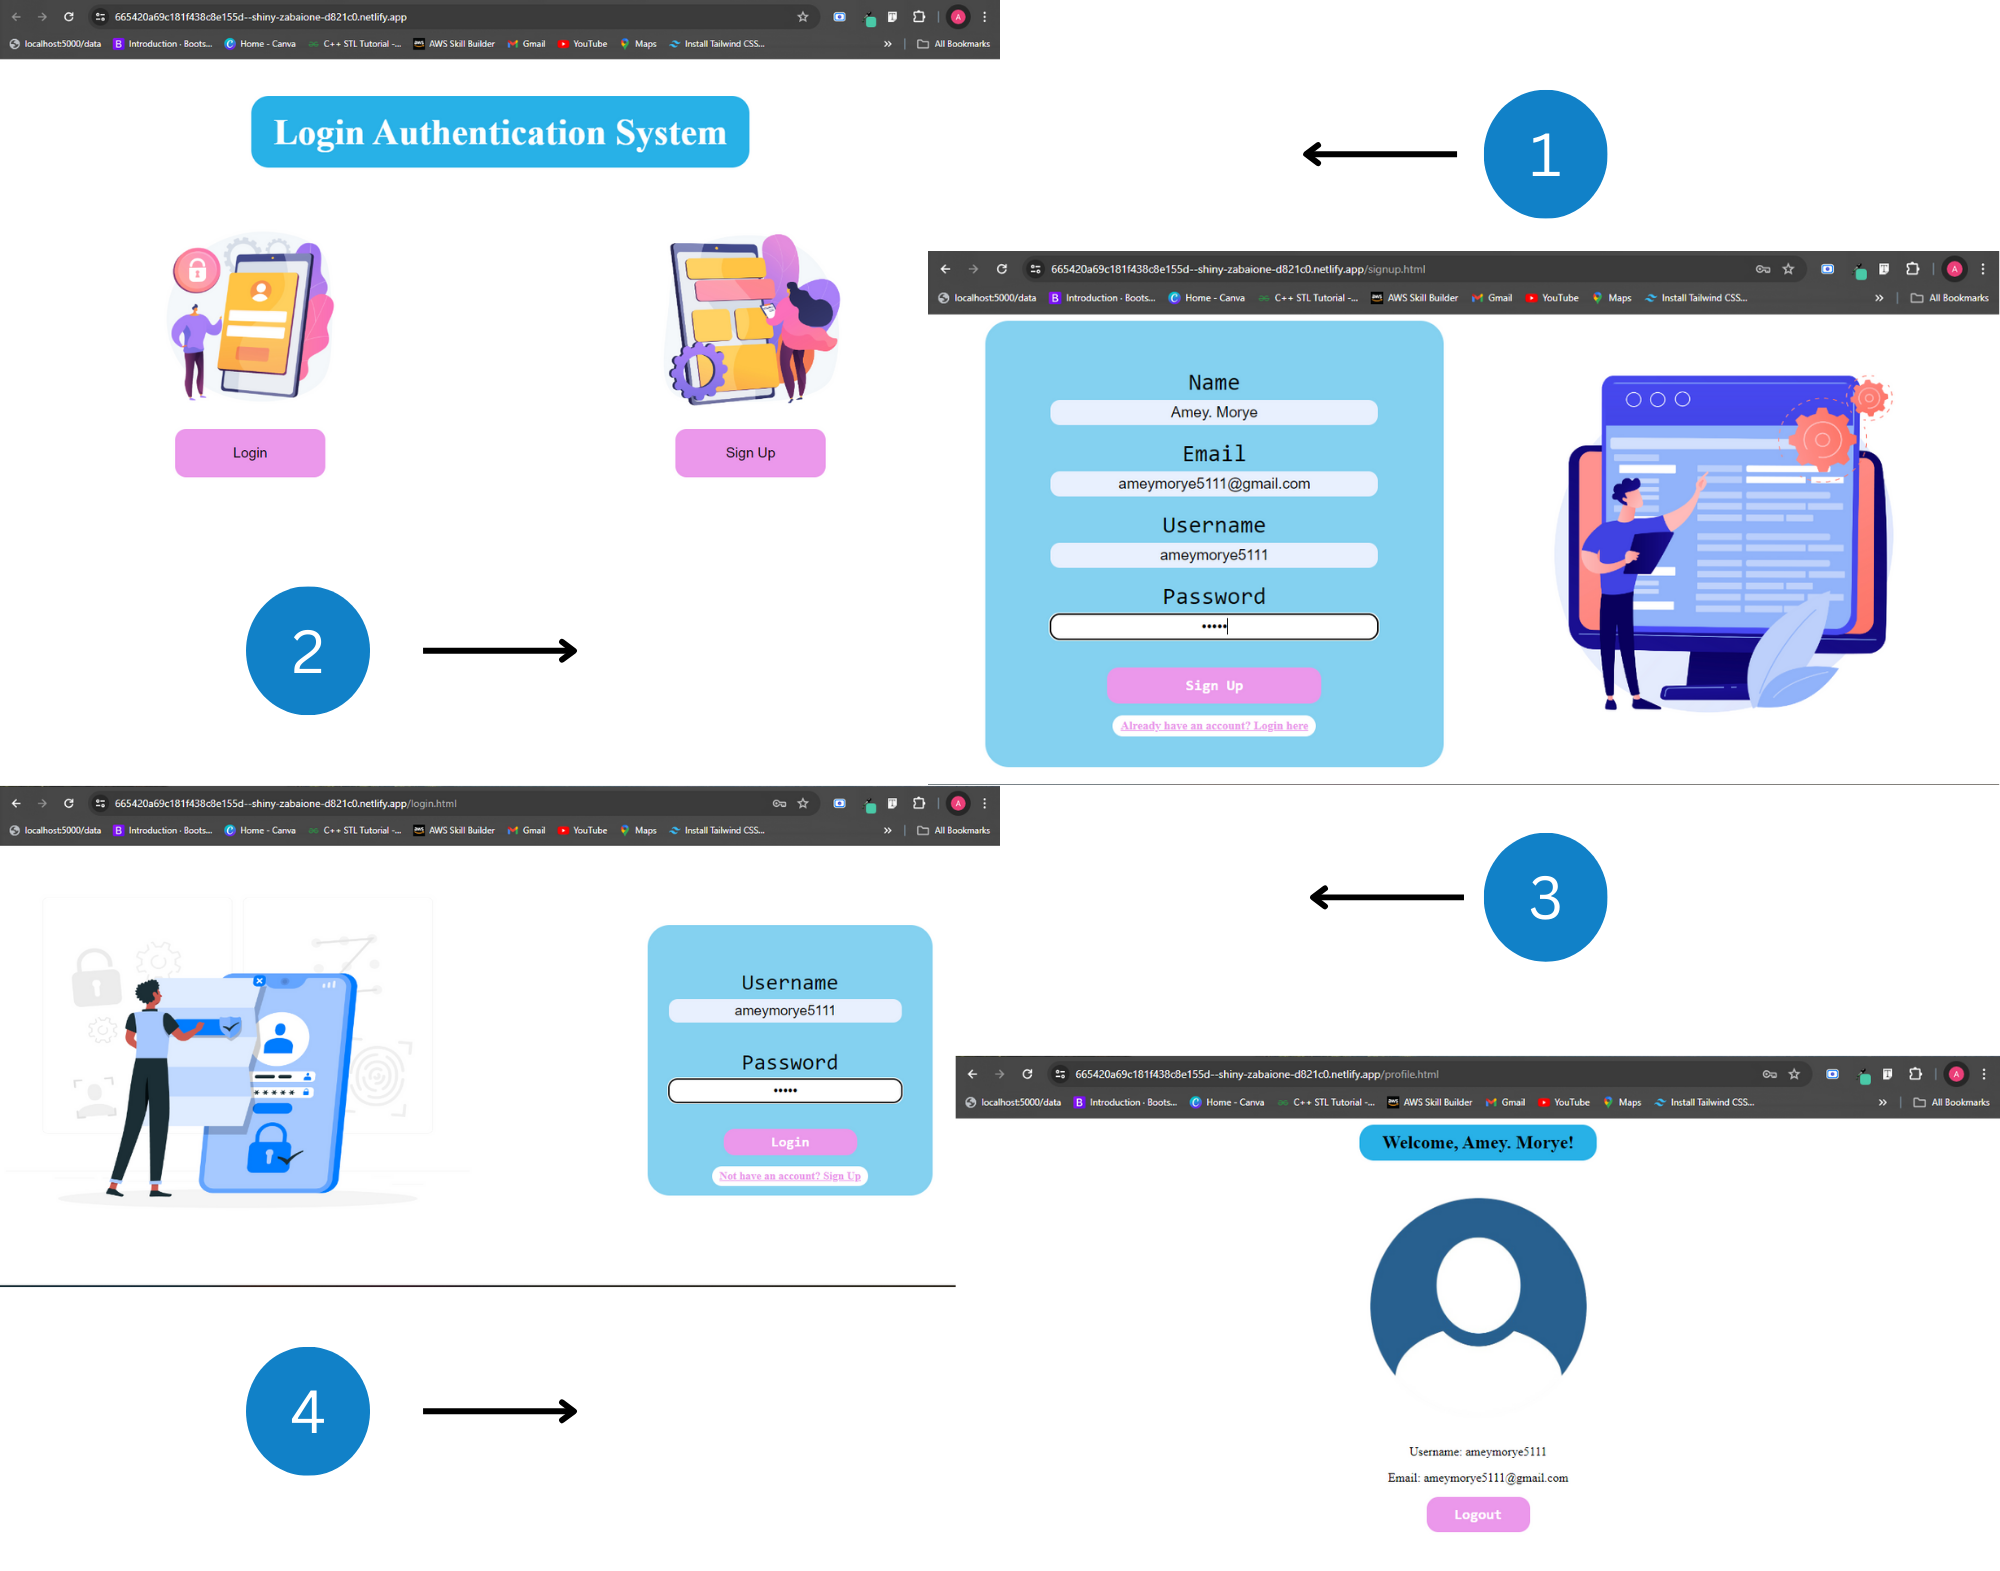 665420a69c181f438c8e155d--shiny-zabaione-d821c0.netlify.app
localhost:5000/data Introduction · Boots... Home - Canva C++ STL Tutorial -... AWS Skill Builder Gmail YouTube Maps Install Tailwind CSS... » All Bookmarks
Login Authentication System
Login
Sign Up
1
665420a69c181f438c8e155d--shiny-zabaione-d821c0.netlify.app/signup.html
localhost:5000/data Introduction · Boots... Home - Canva C++ STL Tutorial -... AWS Skill Builder Gmail YouTube Maps Install Tailwind CSS... » All Bookmarks
Name
Amey. Morye
Email
ameymorye5111@gmail.com
Username
ameymorye5111
Password
•••••
Sign Up
Already have an account? Login here
2
665420a69c181f438c8e155d--shiny-zabaione-d821c0.netlify.app/login.html
localhost:5000/data Introduction · Boots... Home - Canva C++ STL Tutorial -... AWS Skill Builder Gmail YouTube Maps Install Tailwind CSS... » All Bookmarks
Username
ameymorye5111
Password
•••••
Login
Not have an account? Sign Up
3
665420a69c181f438c8e155d--shiny-zabaione-d821c0.netlify.app/profile.html
localhost:5000/data Introduction · Boots... Home - Canva C++ STL Tutorial -... AWS Skill Builder Gmail YouTube Maps Install Tailwind CSS... » All Bookmarks
Welcome, Amey. Morye!
Username: ameymorye5111
Email: ameymorye5111@gmail.com
Logout
4